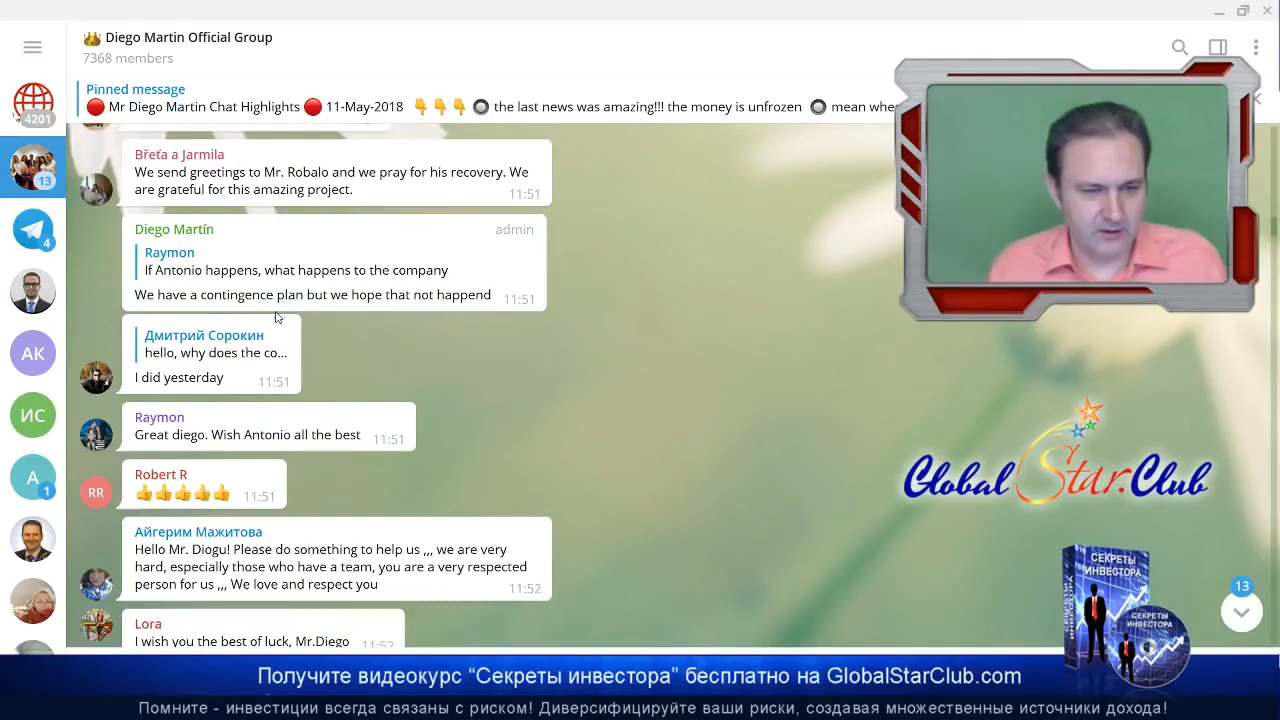 Diego Martin Official Group
7368 members
Pinned message
🔴 Mr Diego Martin Chat Highlights 🔴 11-May-2018 👇👇👇 🔘 the last news was amazing!!! the money is unfrozen 🔘 mean whe
4201
13
4
АК
ИС
А
1
Břeťa a Jarmila
We send greetings to Mr. Robalo and we pray for his recovery. We
are grateful for this amazing project.
11:51
Diego Martín
admin
Raymon
If Antonio happens, what happens to the company
We have a contingence plan but we hope that not happend
11:51
Дмитрий Сорокин
hello, why does the co...
I did yesterday
11:51
Raymon
Great diego. Wish Antonio all the best
11:51
RR
Robert R
👍👍👍👍👍
11:51
Айгерим Мажитова
Hello Mr. Diogu! Please do something to help us ,,, we are very
hard, especially those who have a team, you are a very respected
person for us ,,, We love and respect you
11:52
Lora
I wish you the best of luck, Mr.Diego
11:52
Global Star.Club
СЕКРЕТЫ
ИНВЕСТОРА
СЕКРЕТЫ
ИНВЕСТОРА
13
Получите видеокурс “Секреты инвестора” бесплатно на GlobalStarClub.com
Помните - инвестиции всегда связаны с риском! Диверсифицируйте ваши риски, создавая множественные источники дохода!